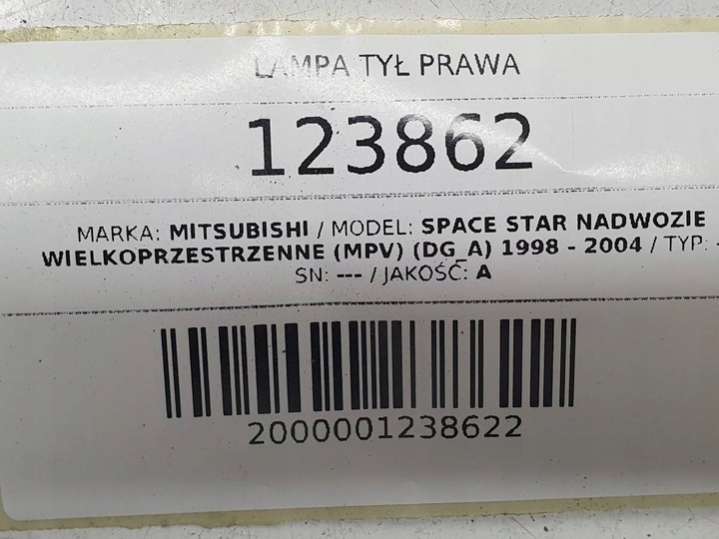 LAMPA TYŁ PRAWA
123862
MARKA: MITSUBISHI / MODEL: SPACE STAR NADWOZIE
WIELKOPRZESTRZENNE (MPV) (DG_A) 1998 - 2004 / TYP: -
SN: --- / JAKOŚĆ: A
2000001238622